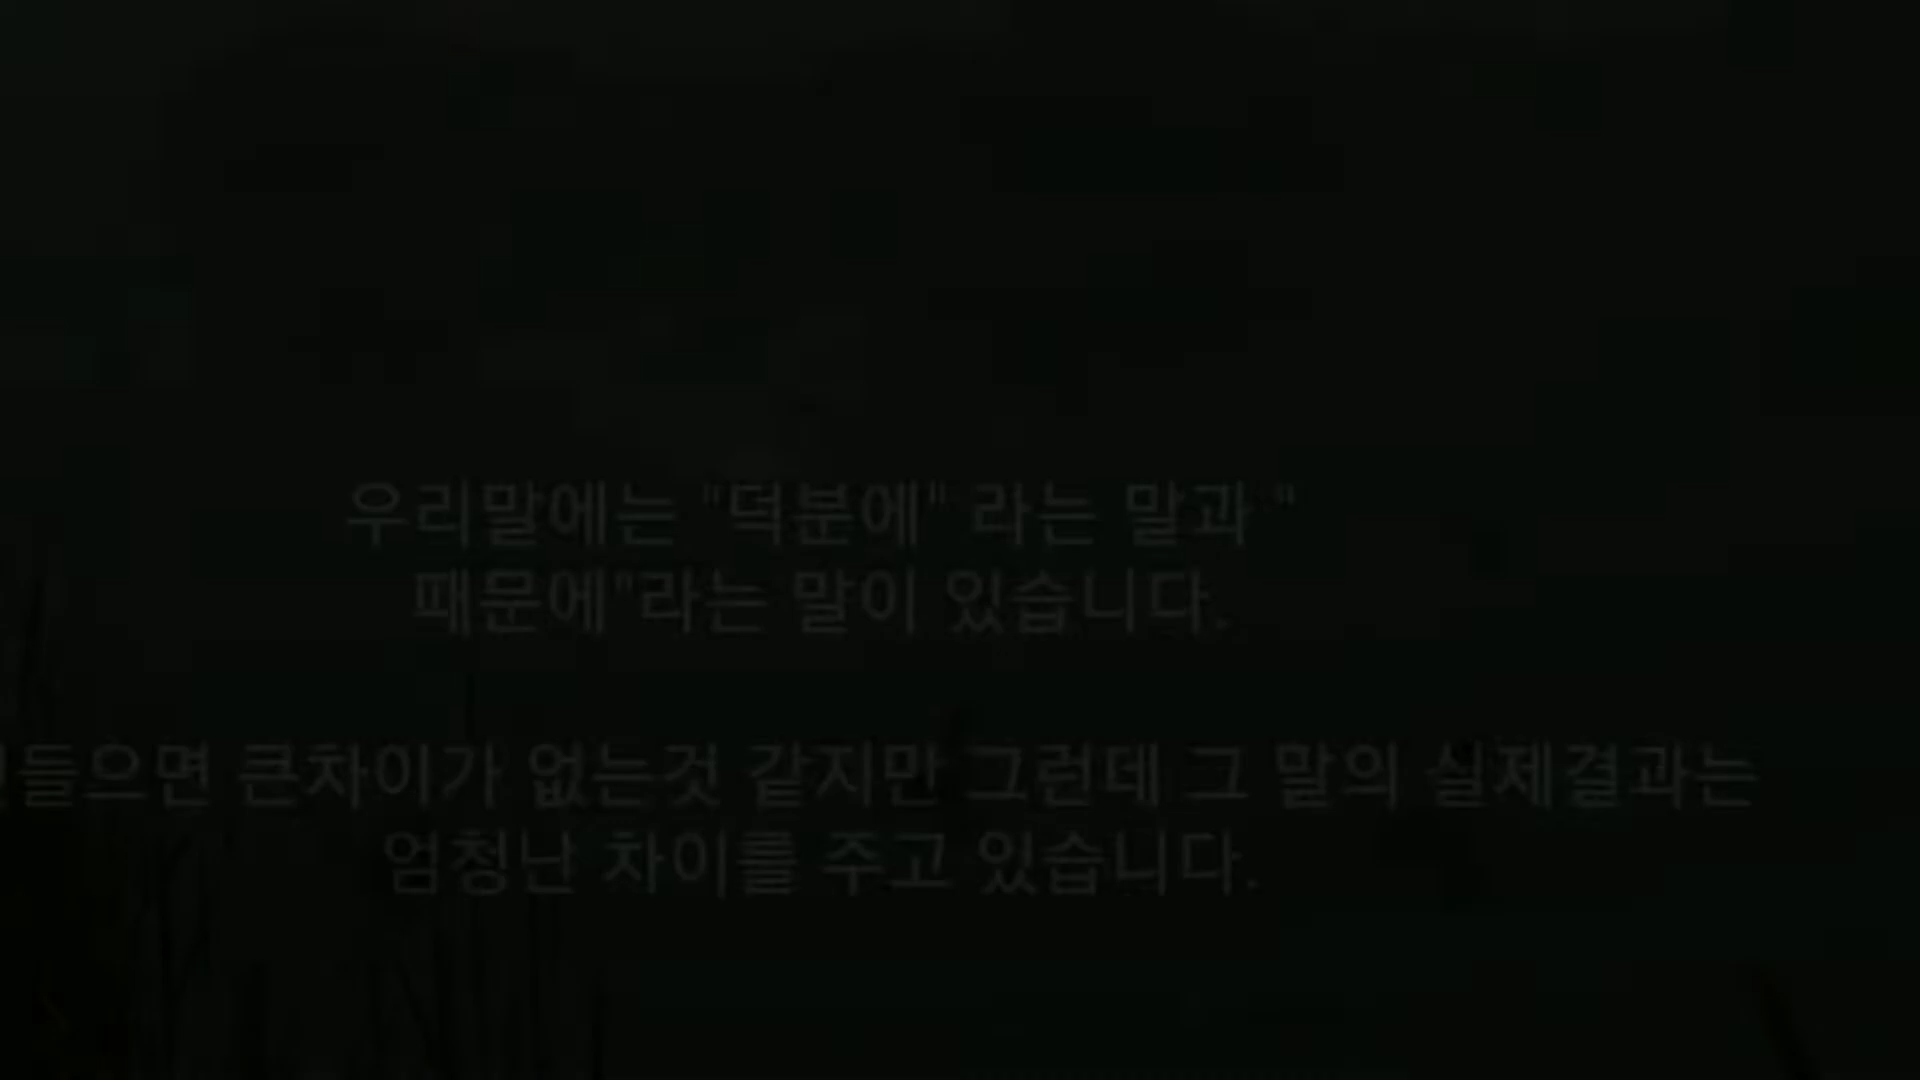 우리말에는 "덕분에" 라는 말과 "
때문에"라는 말이 있습니다.
들으면 큰차이가 없는것 같지만 그런데 그 말의 실제결과는
엄청난 차이를 주고 있습니다.